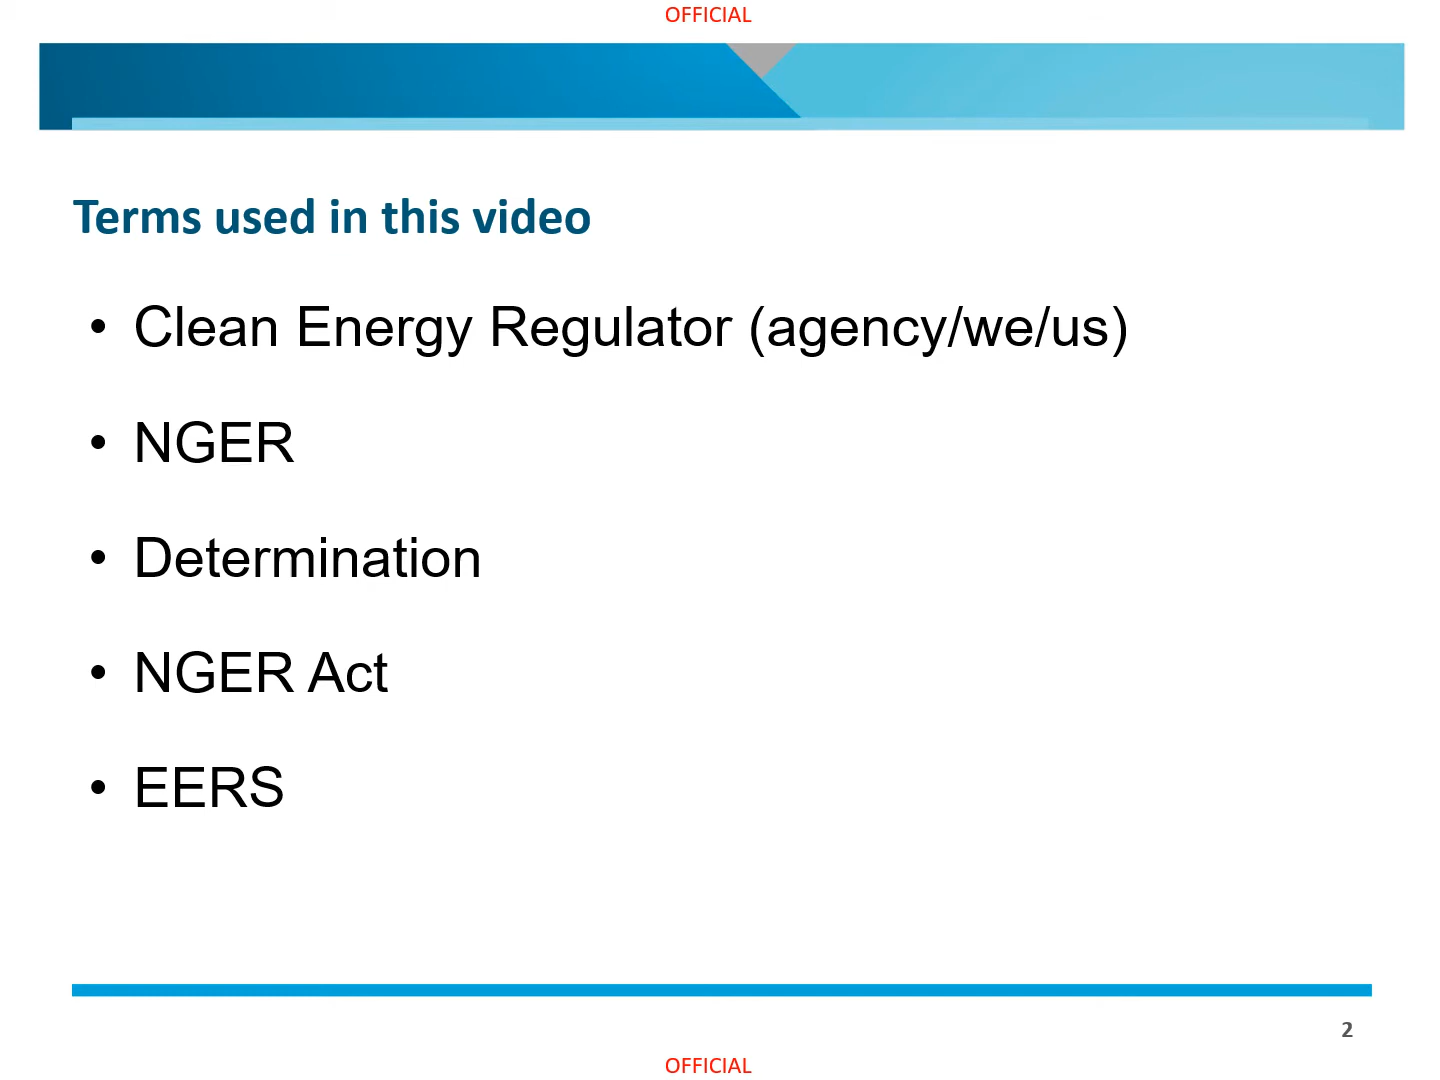 OFFICIAL
Terms used in this video
• Clean Energy Regulator (agency/we/us)
• NGER
• Determination
• NGER Act
• EERS
2
OFFICIAL